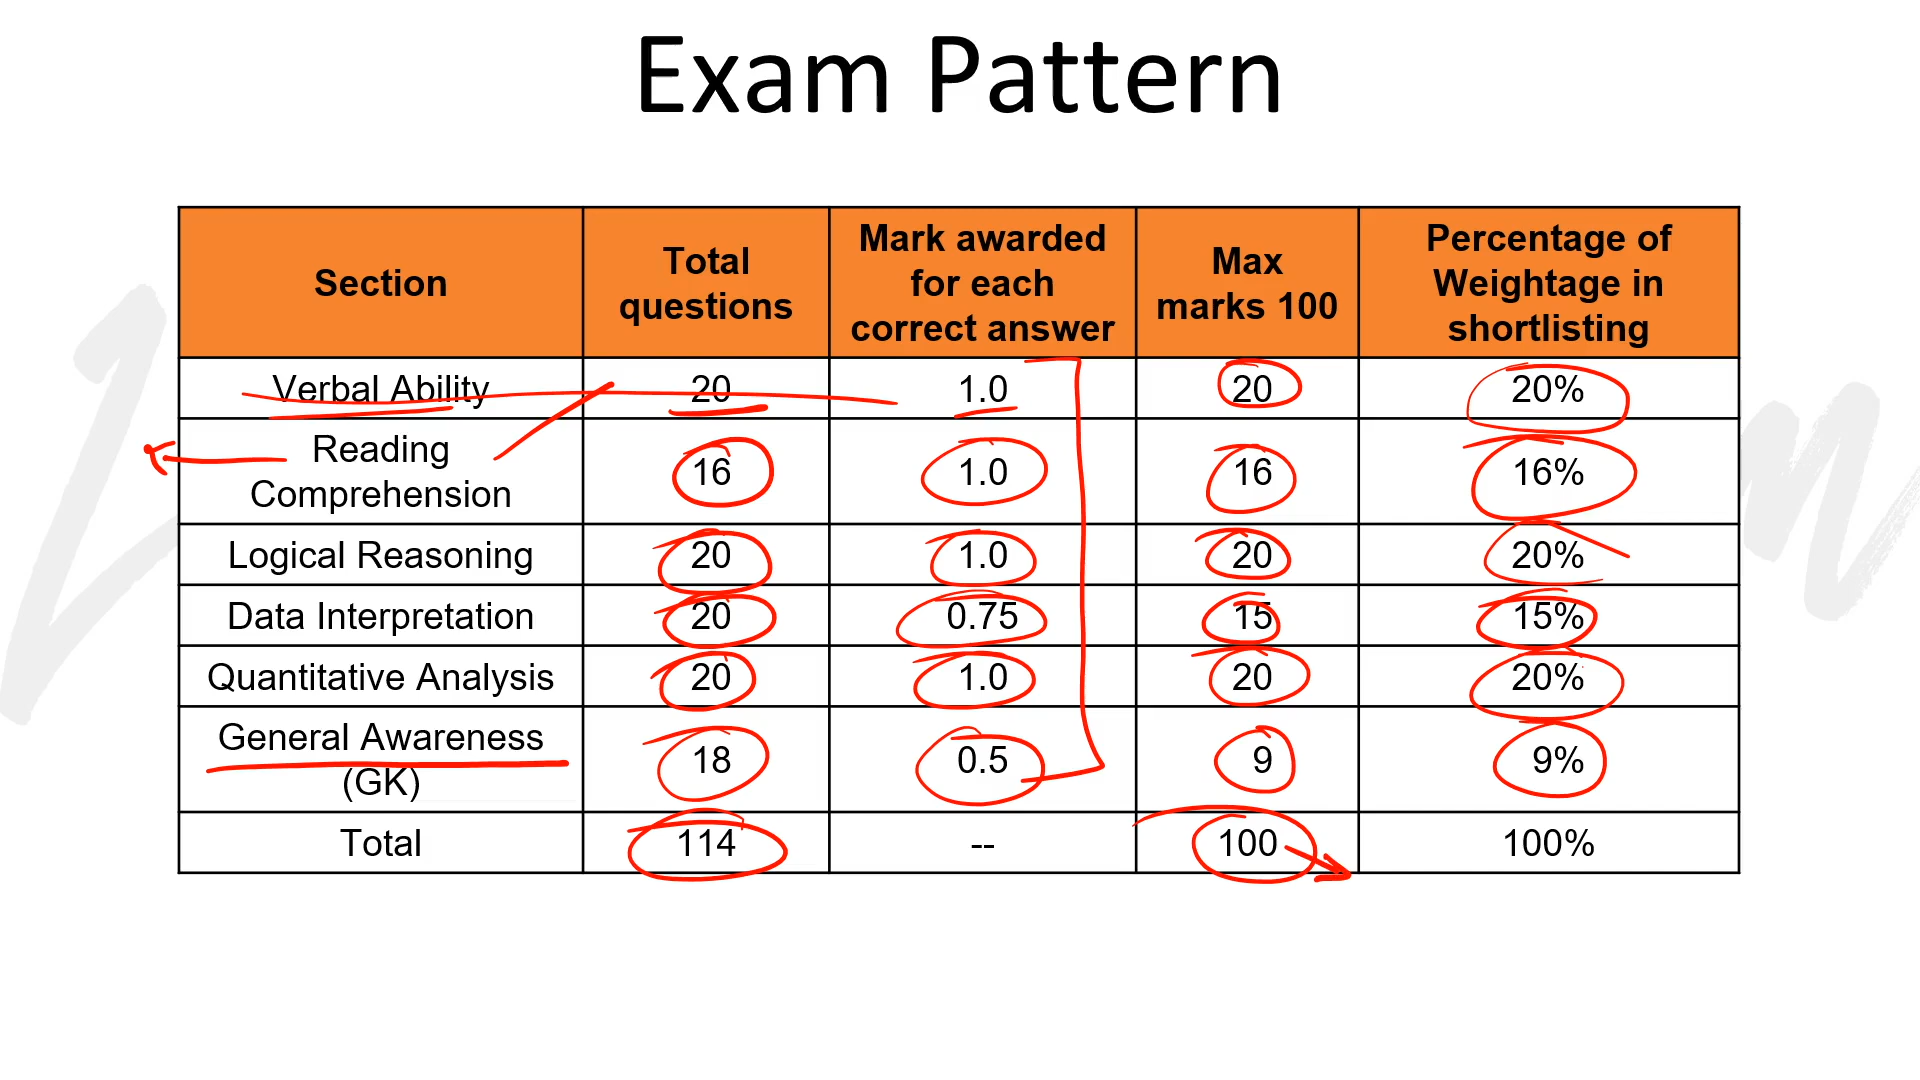 Exam Pattern
Section
Total
questions
Mark awarded
for each
correct answer
Max
marks 100
Percentage of
Weightage in
shortlisting
Verbal Ability 20 1.0 20 20%
Reading
Comprehension 16 1.0 16 16%
Logical Reasoning 20 1.0 20 20%
Data Interpretation 20 0.75 15 15%
Quantitative Analysis 20 1.0 20 20%
General Awareness
(GK) 18 0.5 9 9%
Total 114 -- 100 100%